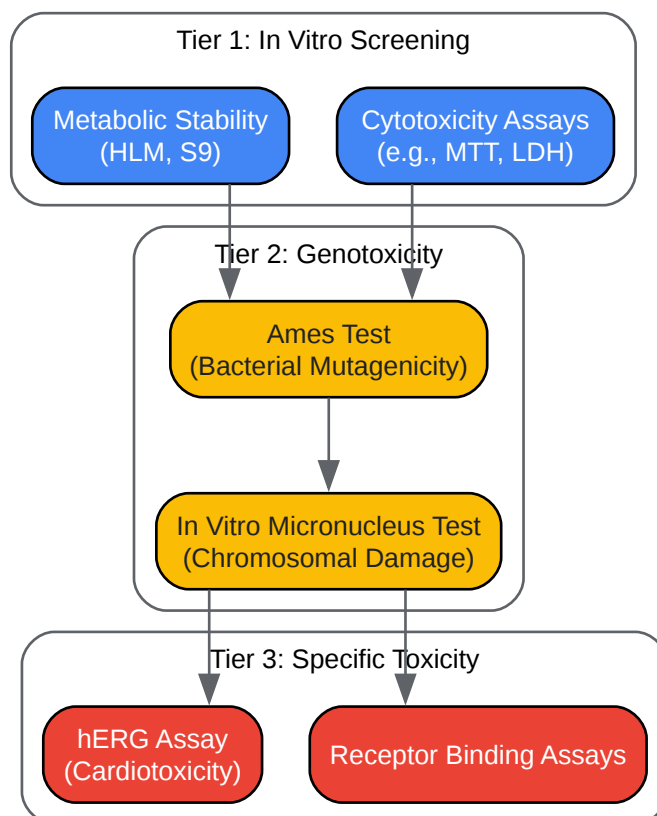 Tier 1: In Vitro Screening
Metabolic Stability
(HLM, S9)
Cytotoxicity Assays
(e.g., MTT, LDH)
Tier 2: Genotoxicity
Ames Test
(Bacterial Mutagenicity)
In Vitro Micronucleus Test
(Chromosomal Damage)
Tier 3: Specific Toxicity
hERG Assay
(Cardiotoxicity)
Receptor Binding Assays